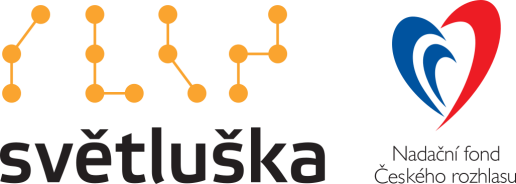 světluška
Nadační fond
Českého rozhlasu